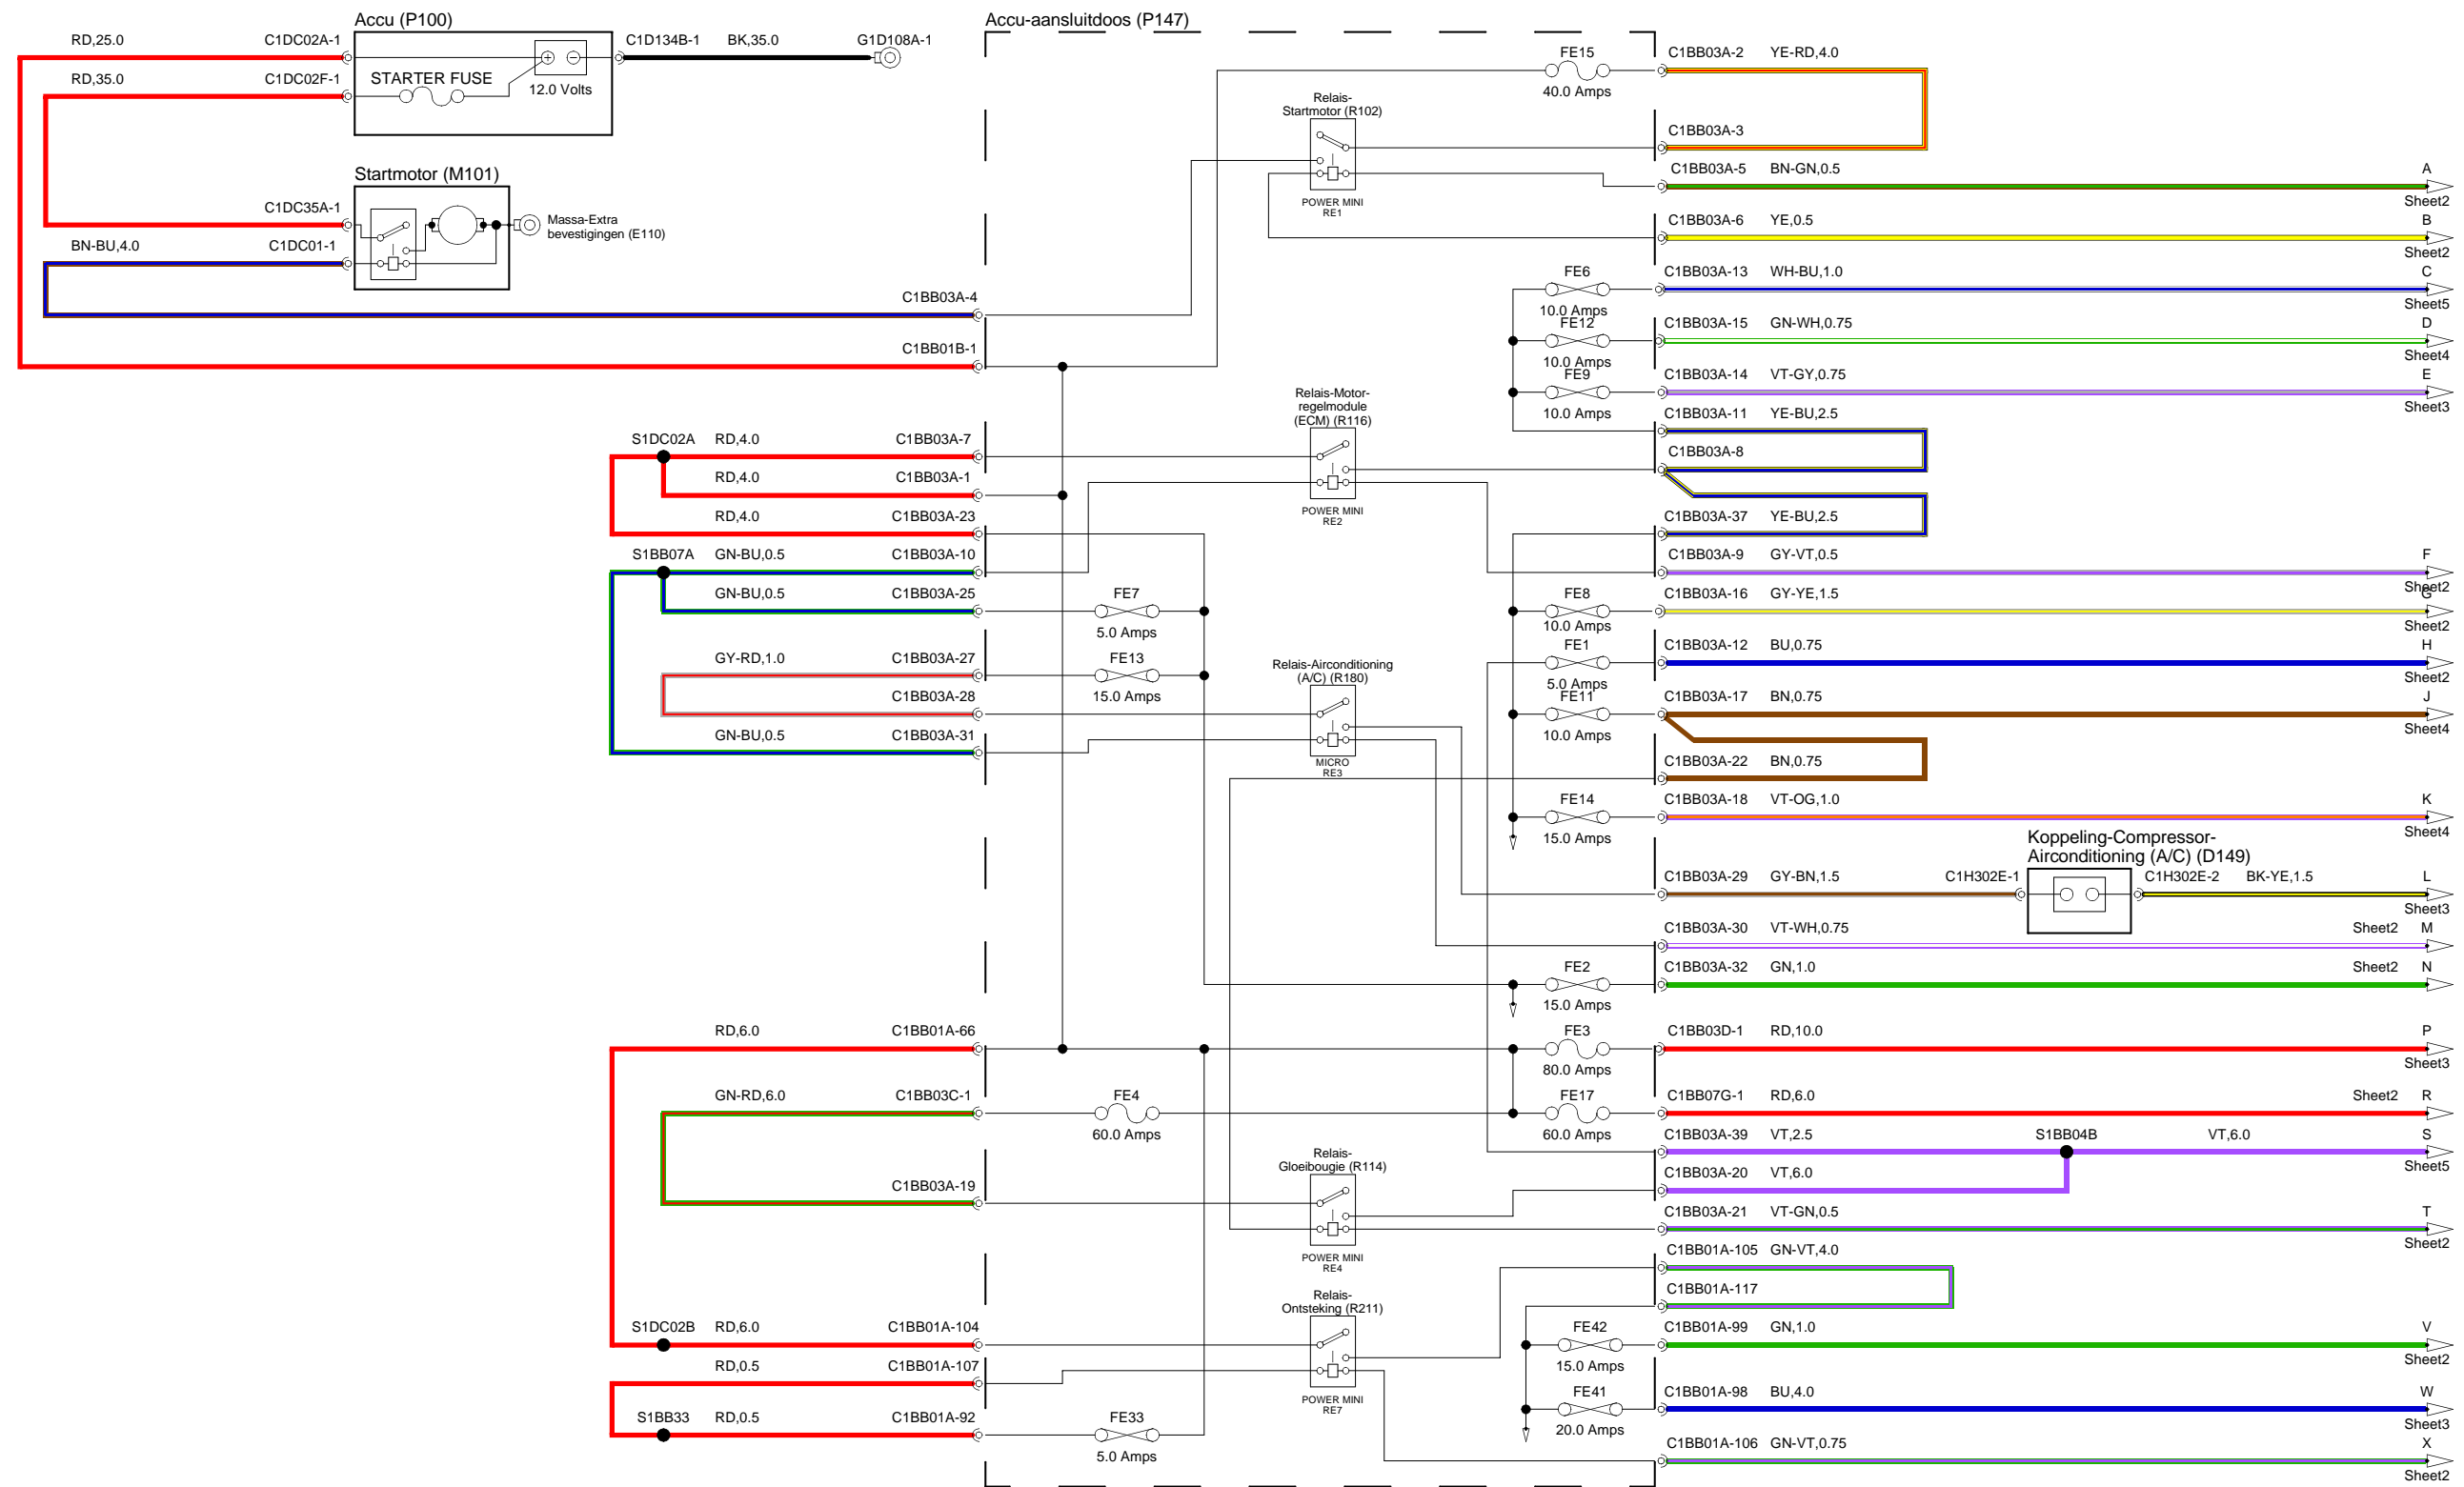 Accu (P100)
RD,25.0 C1DC02A-1
C1D134B-1 BK,35.0 G1D108A-1
RD,35.0 C1DC02F-1
STARTER FUSE
12.0 Volts
Startmotor (M101)
C1DC35A-1
Massa-Extra
bevestigingen (E110)
BN-BU,4.0 C1DC01-1
C1BB03A-4
C1BB01B-1
S1DC02A RD,4.0 C1BB03A-7
RD,4.0 C1BB03A-1
RD,4.0 C1BB03A-23
S1BB07A GN-BU,0.5 C1BB03A-10
GN-BU,0.5 C1BB03A-25
GY-RD,1.0 C1BB03A-27
C1BB03A-28
GN-BU,0.5 C1BB03A-31
RD,6.0 C1BB01A-66
GN-RD,6.0 C1BB03C-1
C1BB03A-19
S1DC02B RD,6.0 C1BB01A-104
RD,0.5 C1BB01A-107
S1BB33 RD,0.5 C1BB01A-92
Accu-aansluitdoos (P147)
FE7
5.0 Amps
FE13
15.0 Amps
FE4
60.0 Amps
FE33
5.0 Amps
Relais-
Startmotor (R102)
POWER MINI
RE1
Relais-Motor-
regelmodule
(ECM) (R116)
POWER MINI
RE2
Relais-Airconditioning
(A/C) (R180)
MICRO
RE3
Relais-
Gloeibougie (R114)
POWER MINI
RE4
Relais-
Ontsteking (R211)
POWER MINI
RE7
FE15
40.0 Amps
FE6
10.0 Amps
FE12
10.0 Amps
FE9
10.0 Amps
FE8
10.0 Amps
FE1
5.0 Amps
FE11
10.0 Amps
FE14
15.0 Amps
FE2
15.0 Amps
FE3
80.0 Amps
FE17
60.0 Amps
FE42
15.0 Amps
FE41
20.0 Amps
C1BB03A-2 YE-RD,4.0
C1BB03A-3
C1BB03A-5 BN-GN,0.5 A
Sheet2
C1BB03A-6 YE,0.5 B
Sheet2
C1BB03A-13 WH-BU,1.0 C
Sheet5
C1BB03A-15 GN-WH,0.75 D
Sheet4
C1BB03A-14 VT-GY,0.75 E
Sheet3
C1BB03A-11 YE-BU,2.5
C1BB03A-8
C1BB03A-37 YE-BU,2.5
C1BB03A-9 GY-VT,0.5 F
Sheet2
C1BB03A-16 GY-YE,1.5 G
Sheet2
C1BB03A-12 BU,0.75 H
Sheet2
C1BB03A-17 BN,0.75 J
Sheet4
C1BB03A-22 BN,0.75
C1BB03A-18 VT-OG,1.0 K
Sheet4
Koppeling-Compressor-
Airconditioning (A/C) (D149)
C1BB03A-29 GY-BN,1.5 C1H302E-1 C1H302E-2 BK-YE,1.5 L
Sheet3
C1BB03A-30 VT-WH,0.75 Sheet2 M
C1BB03A-32 GN,1.0 Sheet2 N
C1BB03D-1 RD,10.0 P
Sheet3
C1BB07G-1 RD,6.0 Sheet2 R
C1BB03A-39 VT,2.5 S1BB04B VT,6.0 S
Sheet5
C1BB03A-20 VT,6.0
C1BB03A-21 VT-GN,0.5 T
Sheet2
C1BB01A-105 GN-VT,4.0
C1BB01A-117
C1BB01A-99 GN,1.0 V
Sheet2
C1BB01A-98 BU,4.0 W
Sheet3
C1BB01A-106 GN-VT,0.75 X
Sheet2